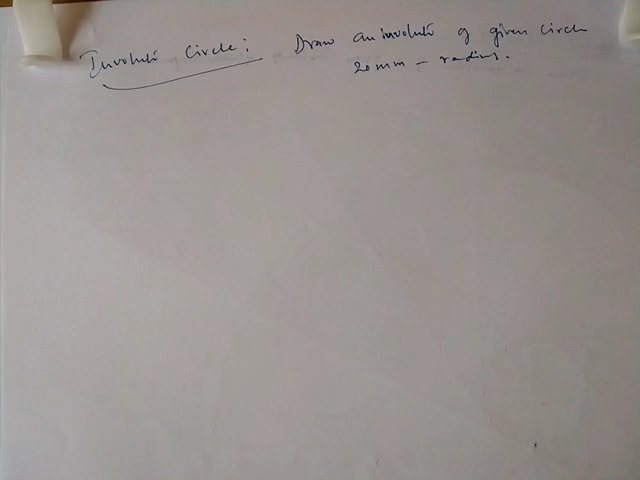 Involute Circle: Draw an involute of given Circle
20mm - radius.